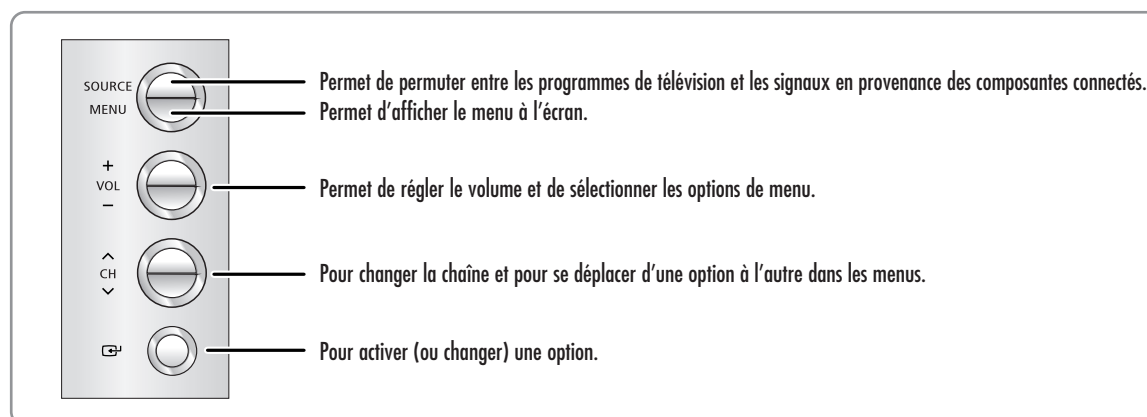 SOURCE
Permet de permuter entre les programmes de télévision et les signaux en provenance des composantes connectés.
MENU
Permet d'afficher le menu à l'écran.
+
VOL
–
Permet de régler le volume et de sélectionner les options de menu.
CH
Pour changer la chaîne et pour se déplacer d'une option à l'autre dans les menus.
Pour activer (ou changer) une option.